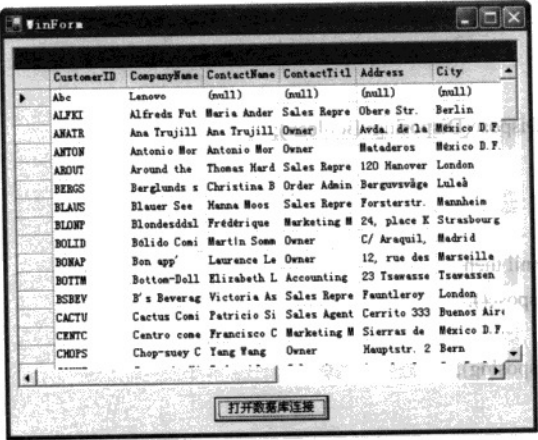 WinForm
CustomerID CompanyName ContactName ContactTitl Address City
Abc Lenovo (null) (null) (null) (null)
ALFKI Alfreds Fut Maria Ander Sales Repre Obere Str. Berlin
ANATR Ana Trujill Ana Trujill Owner Avda. de la México D.F.
ANTON Antonio Mor Antonio Mor Owner Mataderos México D.F.
AROUT Around the Thomas Hard Sales Repre 120 Hanover London
BERGS Berglunds s Christina B Order Admin Berguvsväge Luleå
BLAUS Blauer See Hanna Moos Sales Repre Forsterstr. Mannheim
BLONP Blondesddsl Frédérique Marketing M 24, place K Strasbourg
BOLID Bólido Comi Martín Somm Owner C/ Araquil, Madrid
BONAP Bon app' Laurence Le Owner 12, rue des Marseille
BOTTM Bottom-Doll Elizabeth L Accounting 23 Tsawasse Tsawassen
BSBEV B's Beverag Victoria As Sales Repre Fauntleroy London
CACTU Cactus Comi Patricio Si Sales Agent Cerrito 333 Buenos Aire
CENTC Centro come Francisco C Marketing M Sierras de México D.F.
CHOPS Chop-suey C Yang Wang Owner Hauptstr. 2 Bern
打开数据库连接